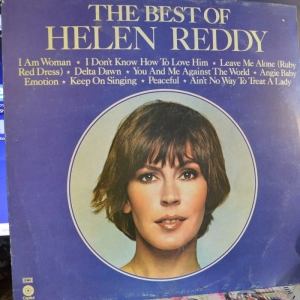 THE BEST OF
HELEN REDDY
I Am Woman • I Don't Know How To Love Him • Leave Me Alone (Ruby
Red Dress) • Delta Dawn • You And Me Against The World • Angie Baby
Emotion • Keep On Singing • Peaceful • Ain't No Way To Treat A Lady
EMI
Capitol